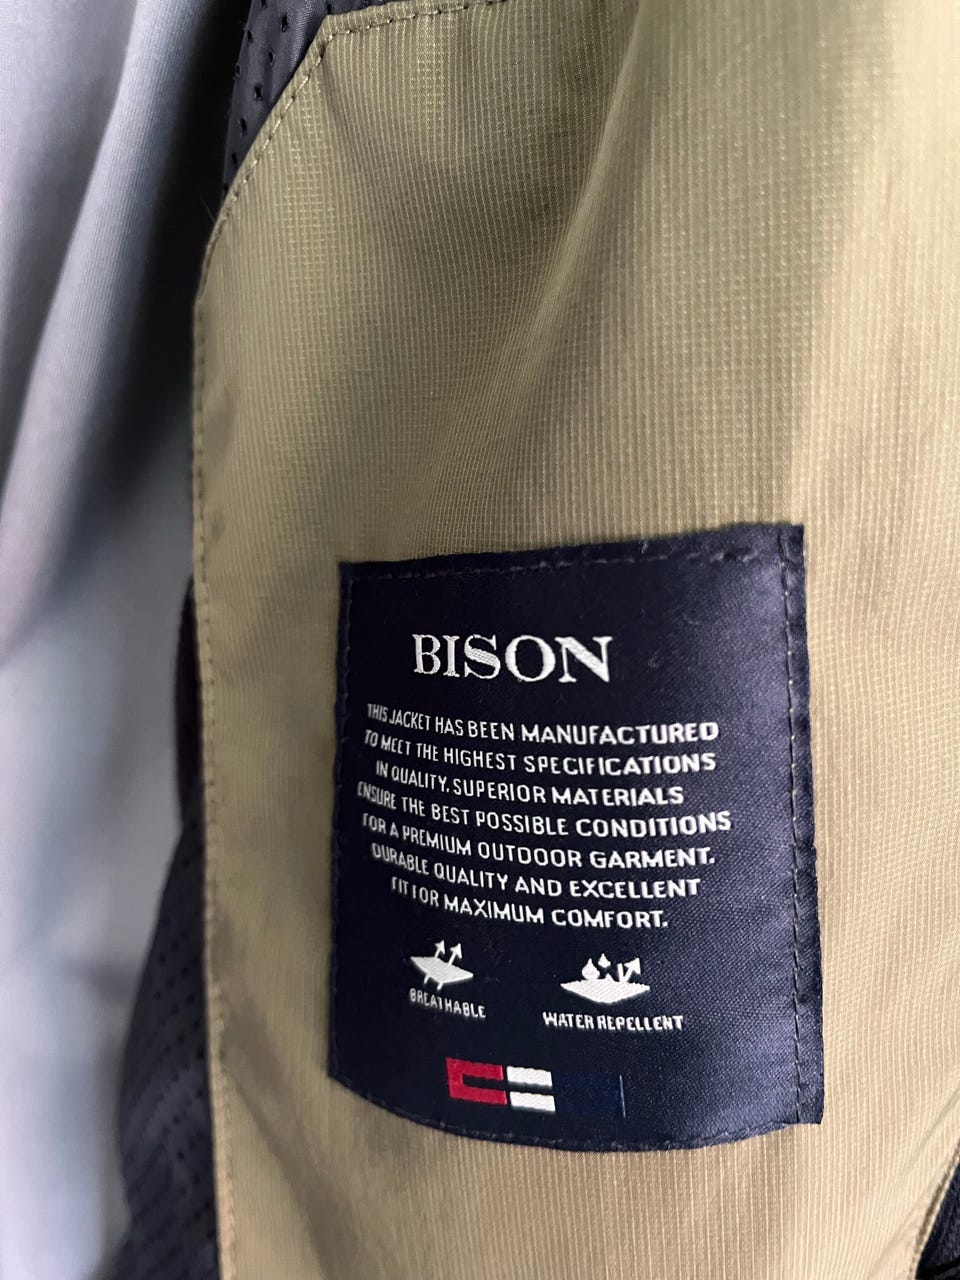 BISON
THIS JACKET HAS BEEN MANUFACTURED
TO MEET THE HIGHEST SPECIFICATIONS
IN QUALITY. SUPERIOR MATERIALS
ENSURE THE BEST POSSIBLE CONDITIONS
FOR A PREMIUM OUTDOOR GARMENT.
DURABLE QUALITY AND EXCELLENT
FIT FOR MAXIMUM COMFORT.
BREATHABLE
WATER REPELLENT